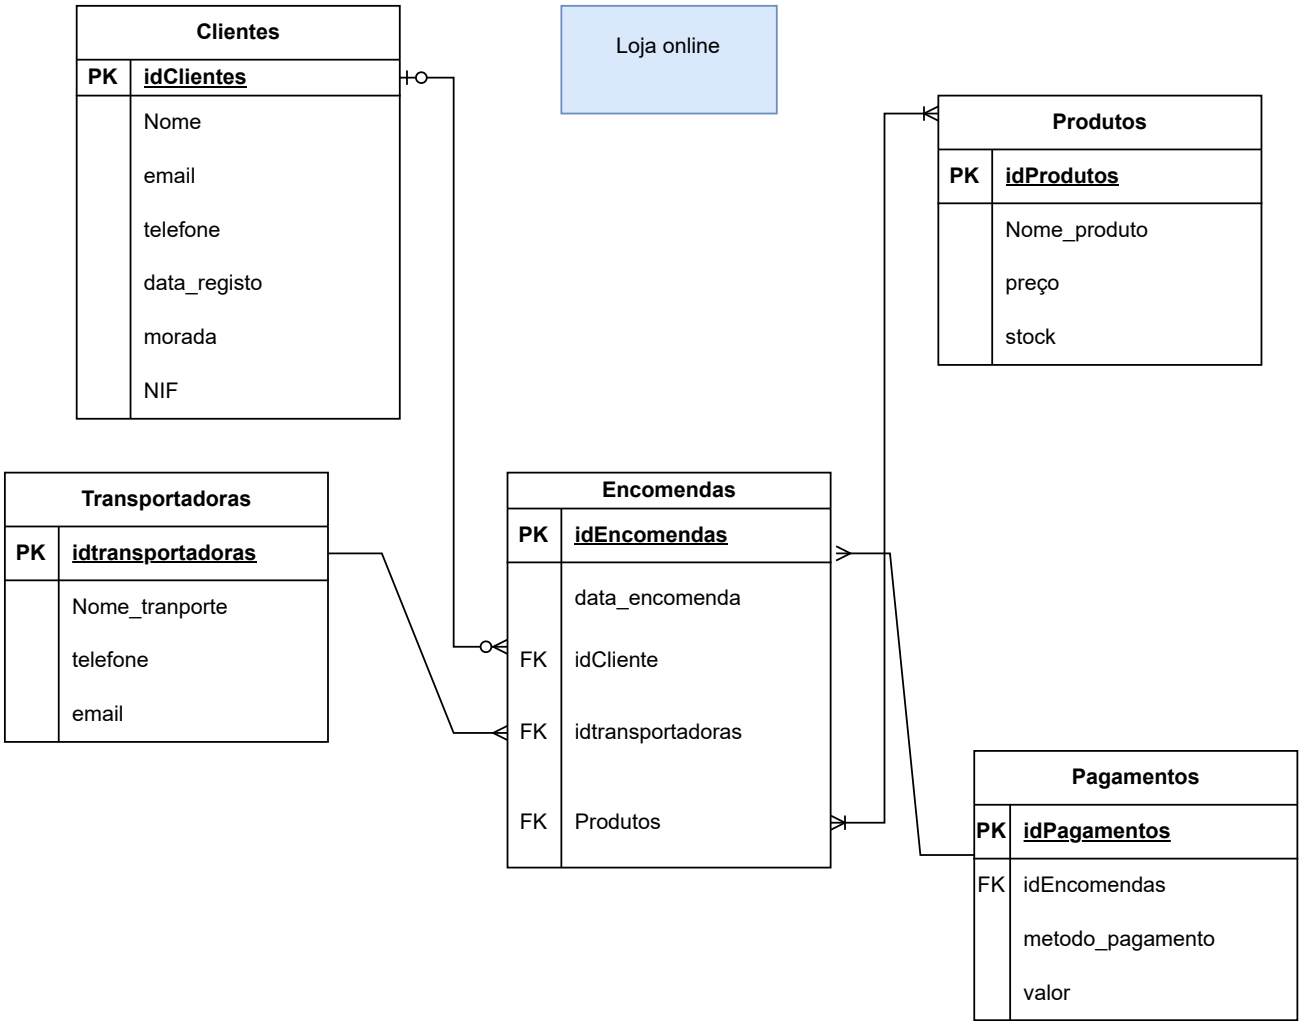 Clientes
PK idClientes
Nome
email
telefone
data_registo
morada
NIF
Loja online
Produtos
PK idProdutos
Nome_produto
preço
stock
Transportadoras
PK idtransportadoras
Nome_tranporte
telefone
email
Encomendas
PK idEncomendas
data_encomenda
FK idCliente
FK idtransportadoras
FK Produtos
Pagamentos
PK idPagamentos
FK idEncomendas
metodo_pagamento
valor